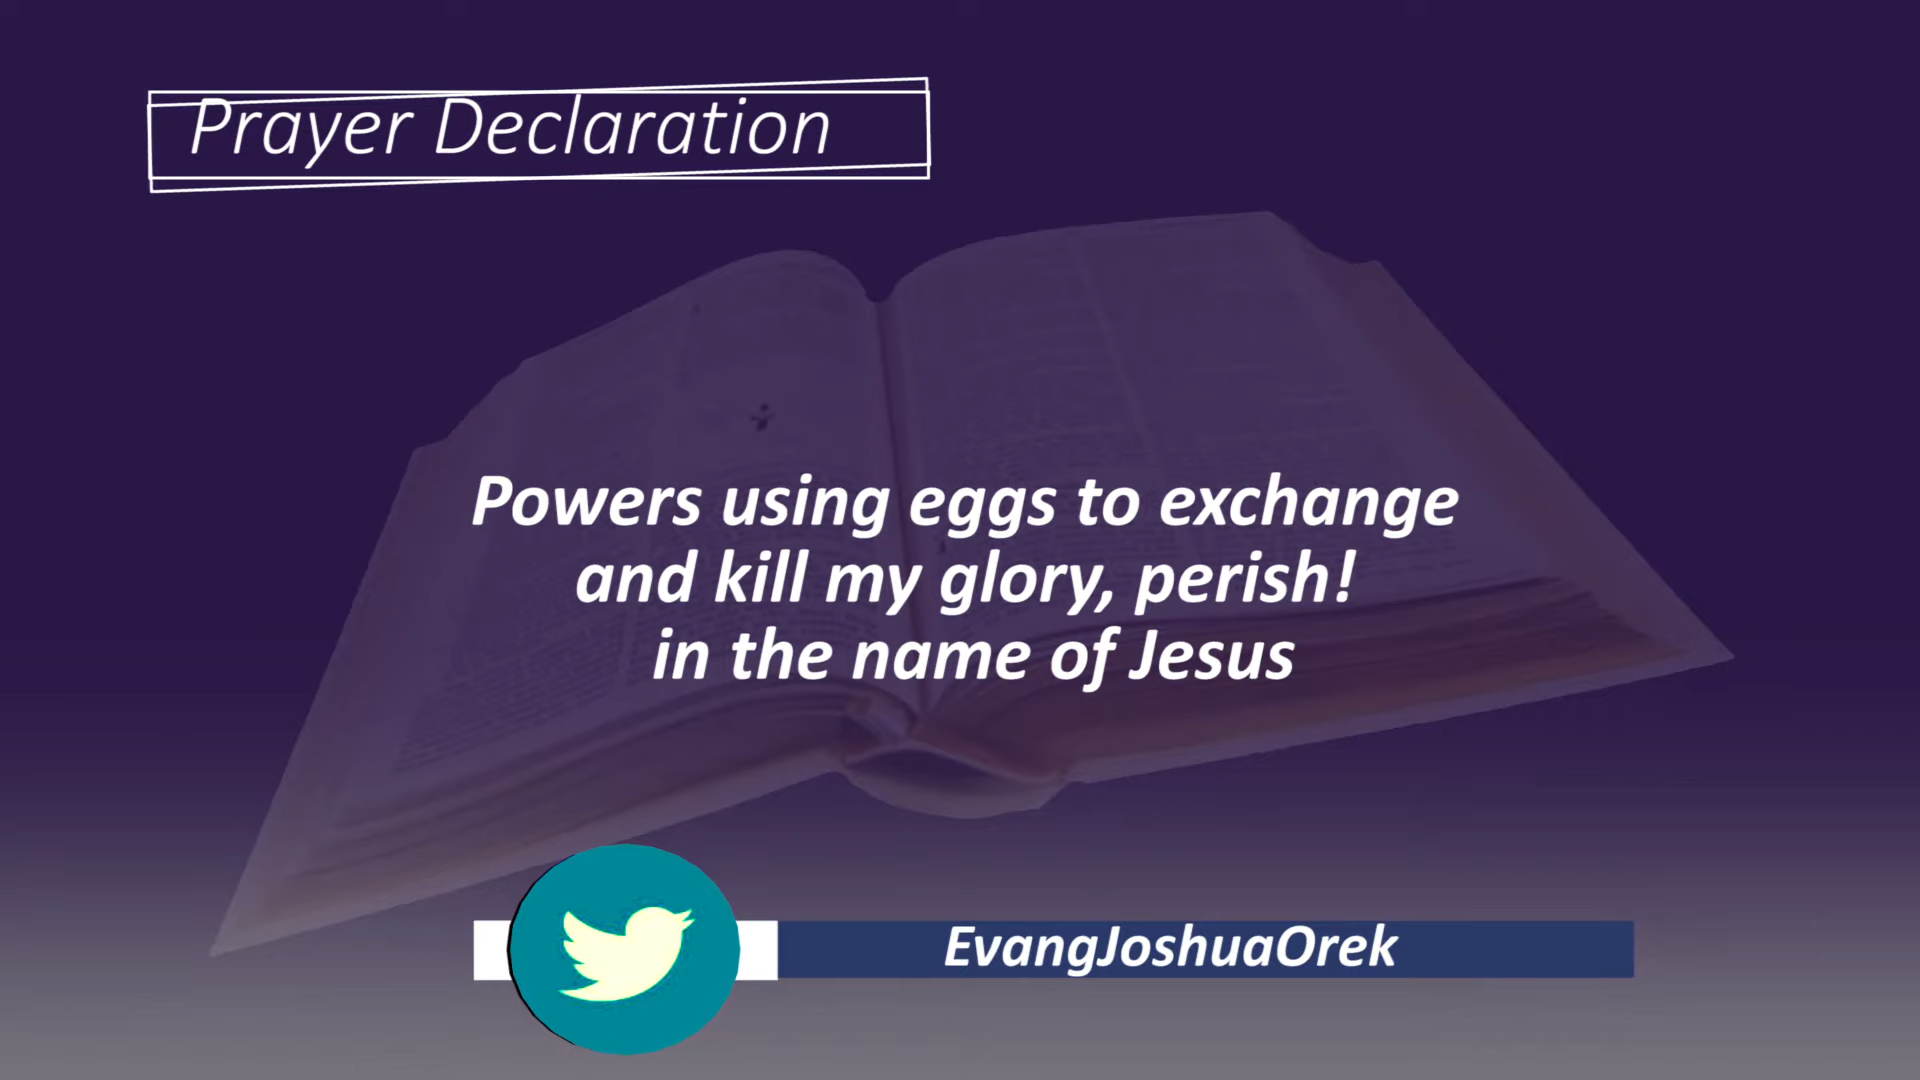 Prayer Declaration
Powers using eggs to exchange
and kill my glory, perish!
in the name of Jesus
EvangJoshuaOrek